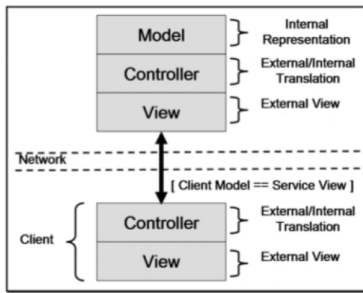 Model
Internal
Representation
Controller
External/Internal
Translation
View
External View
Network
[ Client Model == Service View ]
Client
Controller
External/Internal
Translation
View
External View